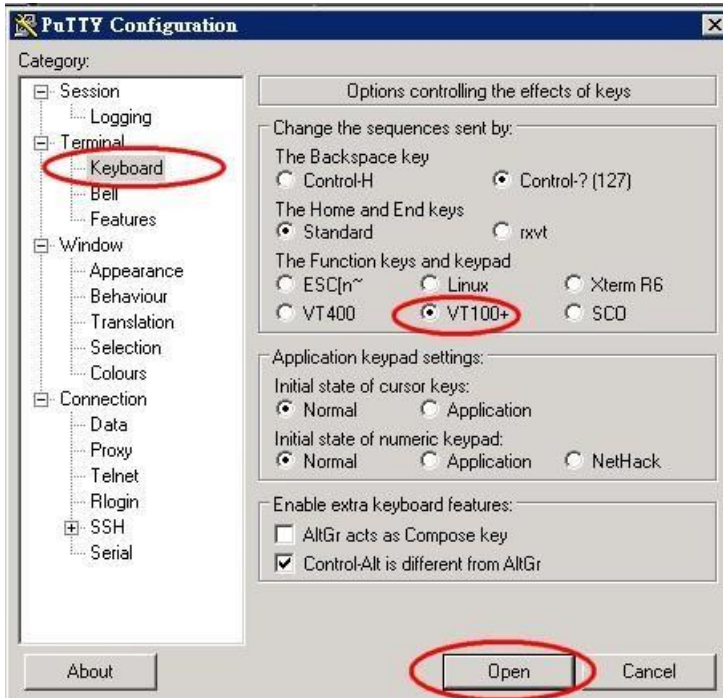 PuTTY Configuration
Category:
Session
Logging
Terminal
Keyboard
Bell
Features
Window
Appearance
Behaviour
Translation
Selection
Colours
Connection
Data
Proxy
Telnet
Rlogin
SSH
Serial
Options controlling the effects of keys
Change the sequences sent by:
The Backspace key
Control-H Control-? (127)
The Home and End keys
Standard rxvt
The Function keys and keypad
ESC[n~ Linux Xterm R6
VT400 VT100+ SCO
Application keypad settings:
Initial state of cursor keys:
Normal Application
Initial state of numeric keypad:
Normal Application NetHack
Enable extra keyboard features:
AltGr acts as Compose key
Control-Alt is different from AltGr
About Open Cancel